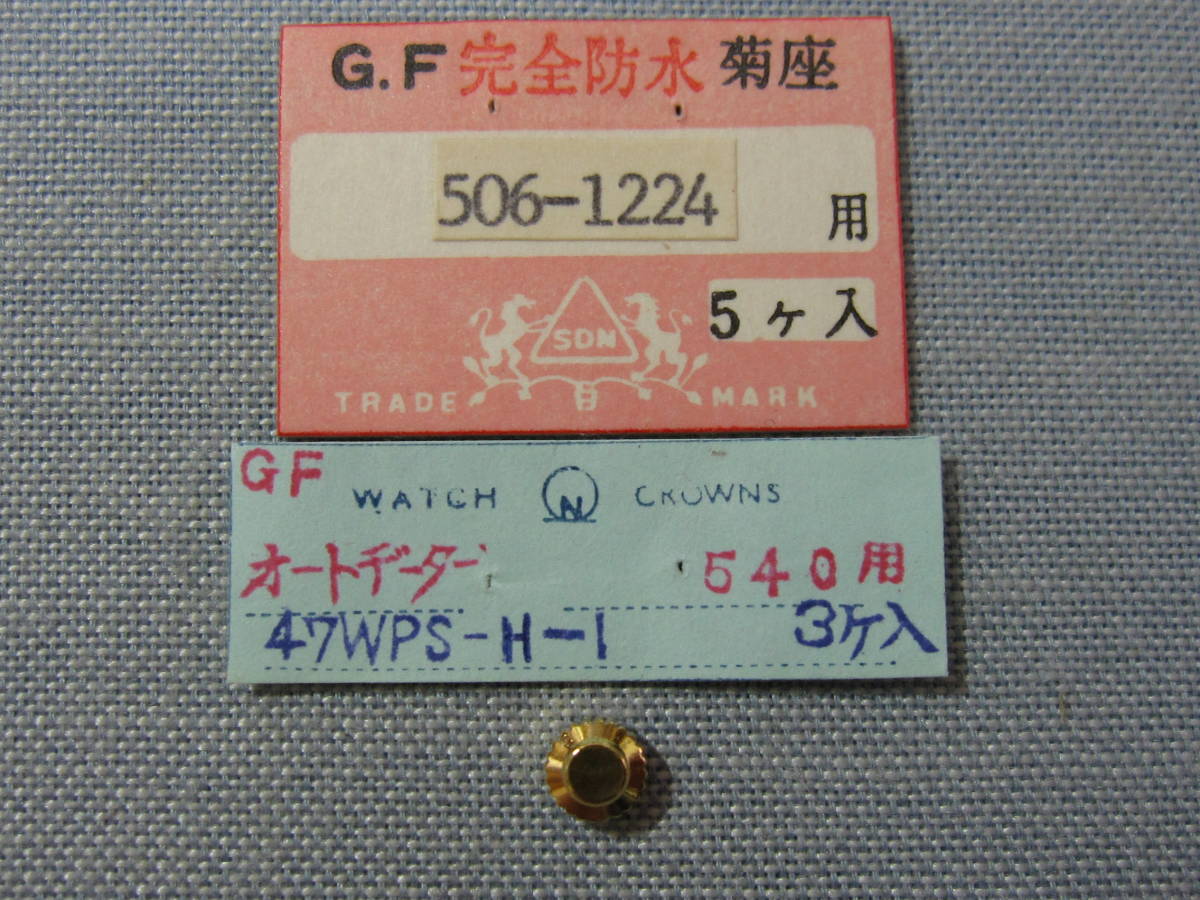 G.F 完全防水 菊座
506-1224 用
5ヶ入
SDN
TRADE MARK
GF
WATCH N CROWNS
オートデーター 540用
47WPS-H-1 3ケ入